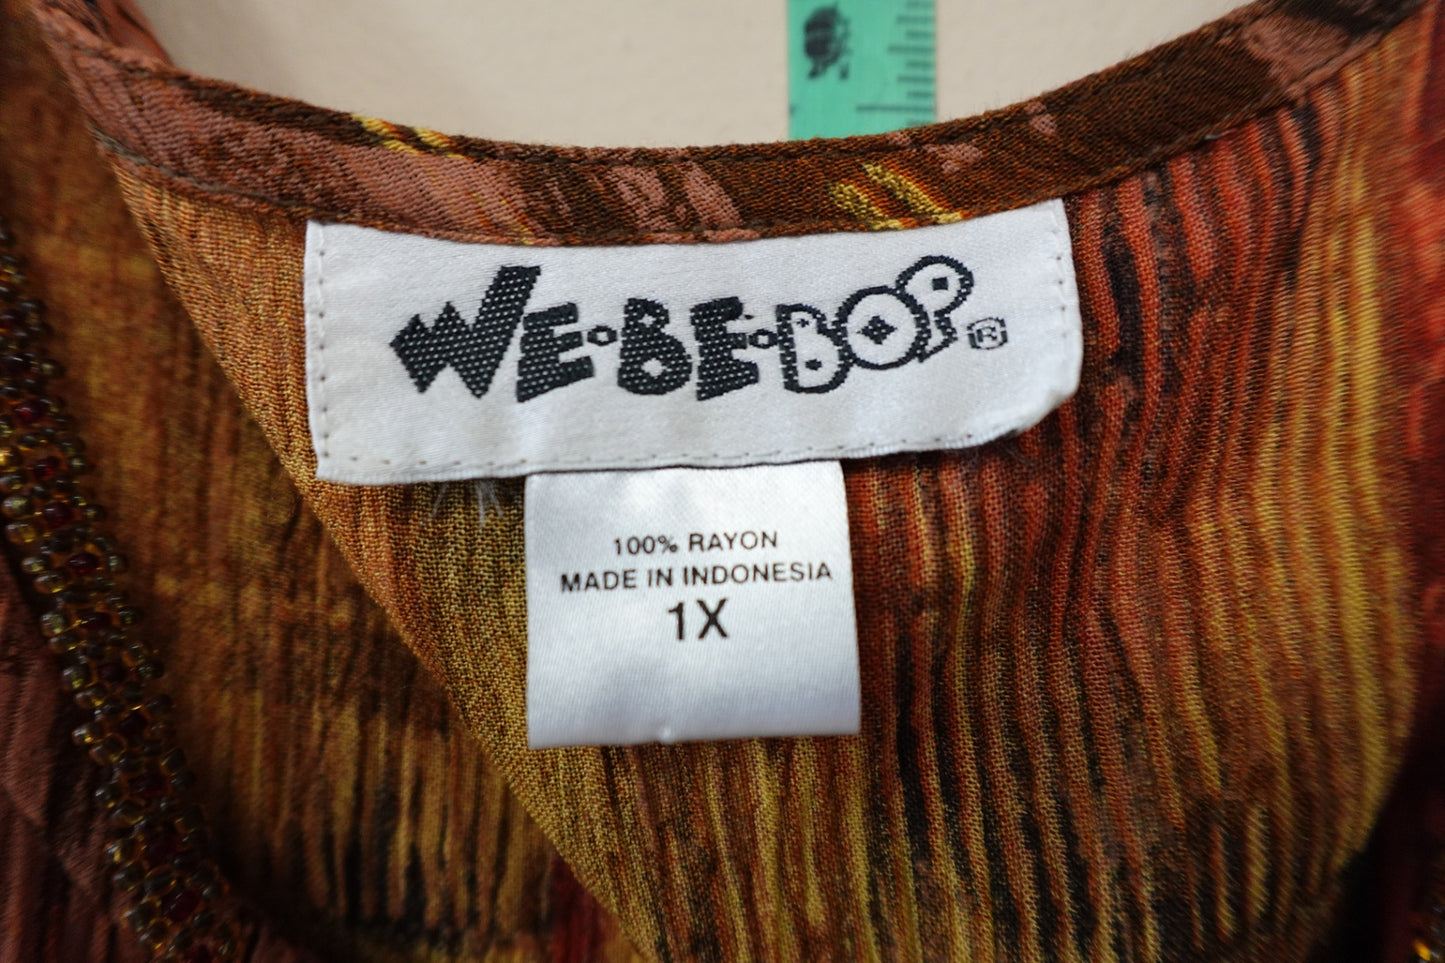 WE•BE•BOP®
100% RAYON
MADE IN INDONESIA
1X